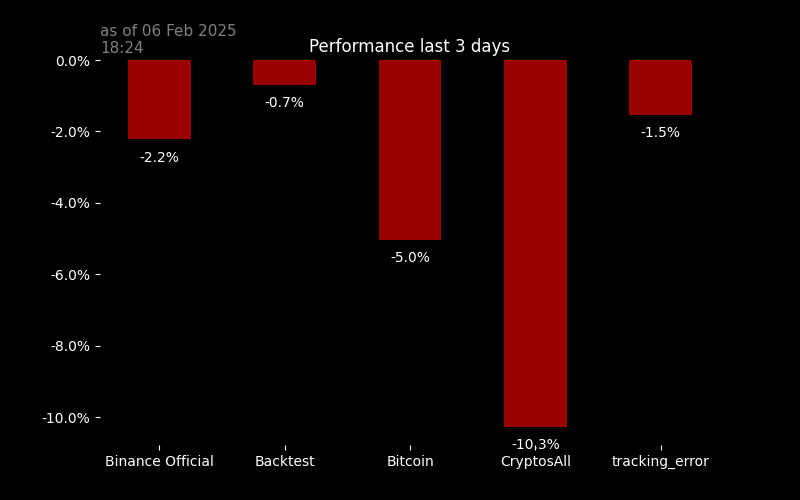 as of 06 Feb 2025
18:24
Performance last 3 days
0.0%
-2.0%
-4.0%
-6.0%
-8.0%
-10.0%
-2.2%
-0.7%
-5.0%
-10.3%
-1.5%
Binance Official
Backtest
Bitcoin
CryptosAll
tracking_error